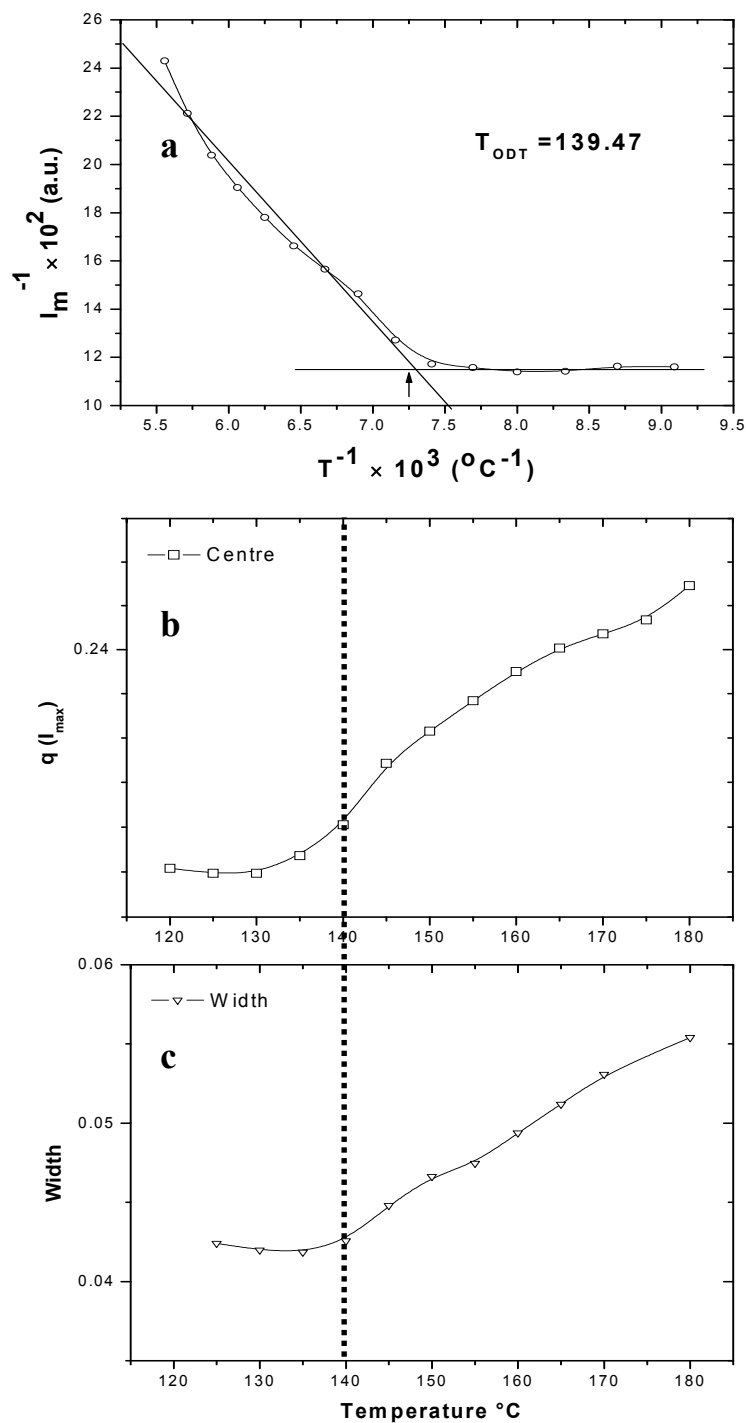 26
24
22
20
18
16
14
12
10
I_m^-1 × 10^2 (a.u.)
a
T_ODT =139.47
5.5 6.0 6.5 7.0 7.5 8.0 8.5 9.0 9.5
T^-1 × 10^3 (°C^-1)
Centre
b
0.24
q (I_max)
120 130 140 150 160 170 180
0.06
0.05
0.04
Width
c
Width
120 130 140 150 160 170 180
Temperature °C